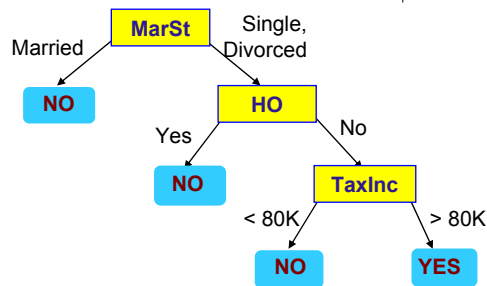 MarSt
Single,
Married
Divorced
NO
HO
Yes
No
NO
TaxInc
< 80K
> 80K
NO
YES